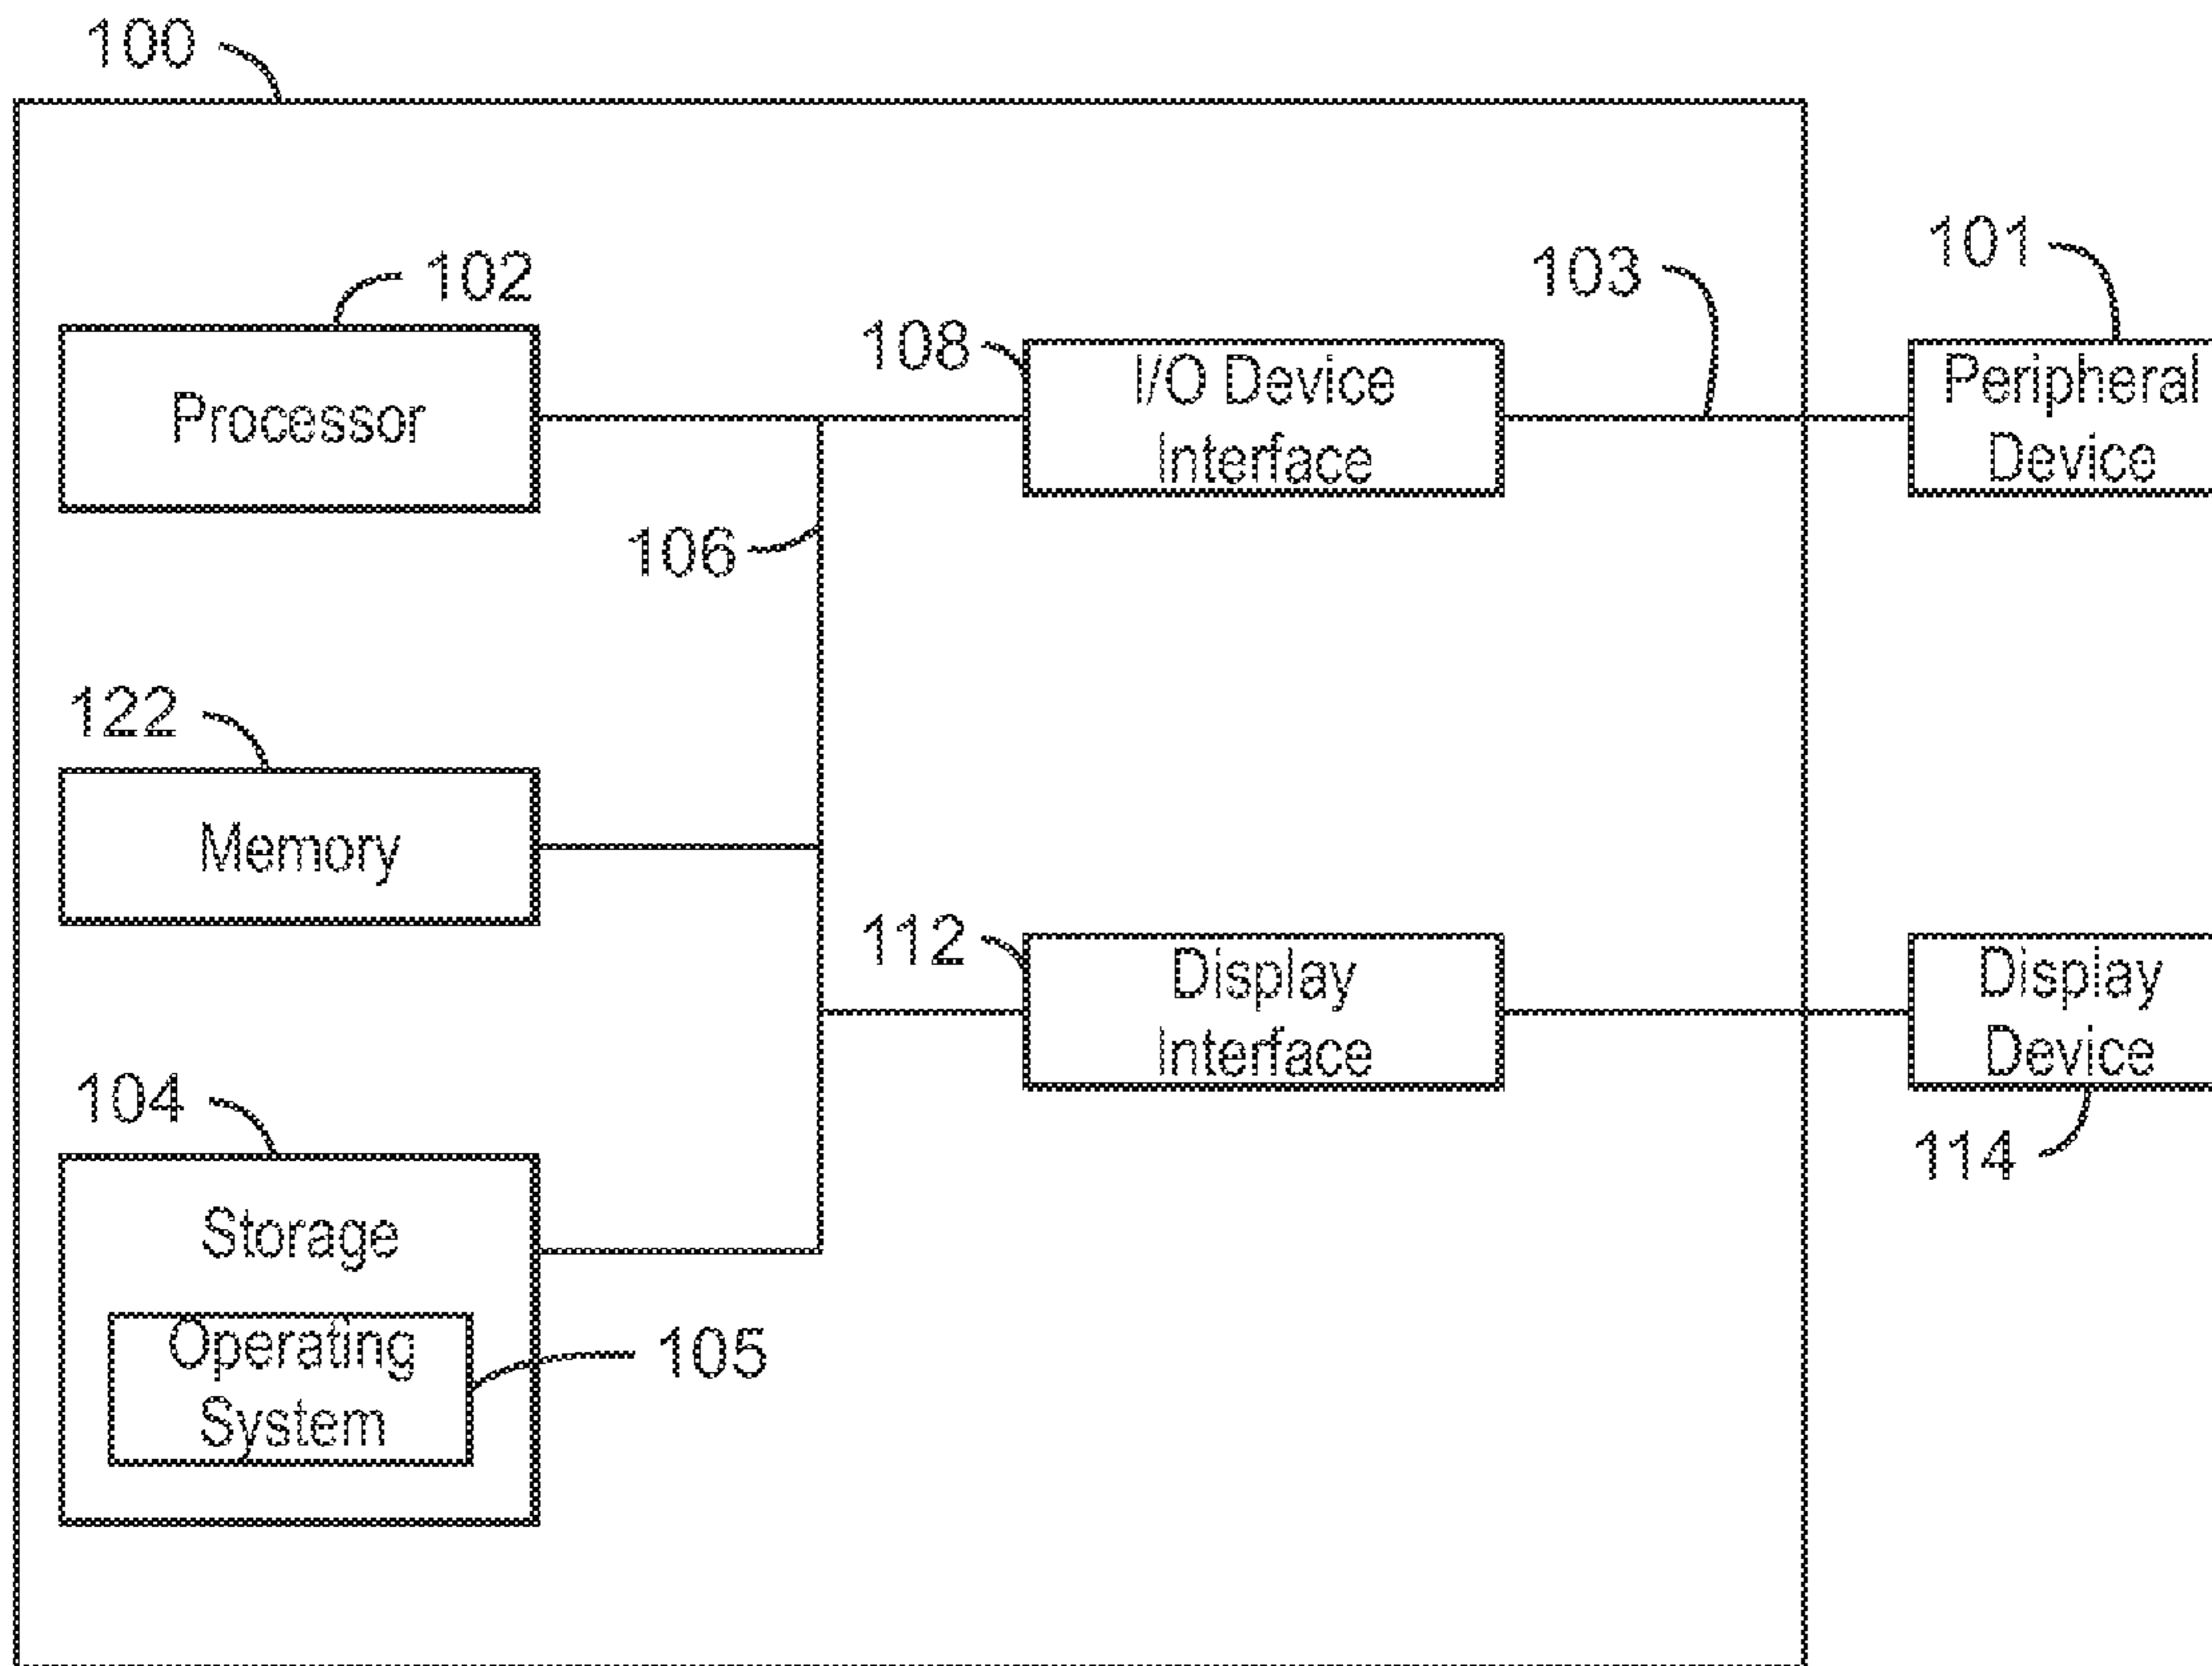 100
102
Processor
106
108
I/O Device
Interface
103
101
Peripheral
Device
122
Memory
112
Display
Interface
Display
Device
114
104
Storage
Operating
System
105